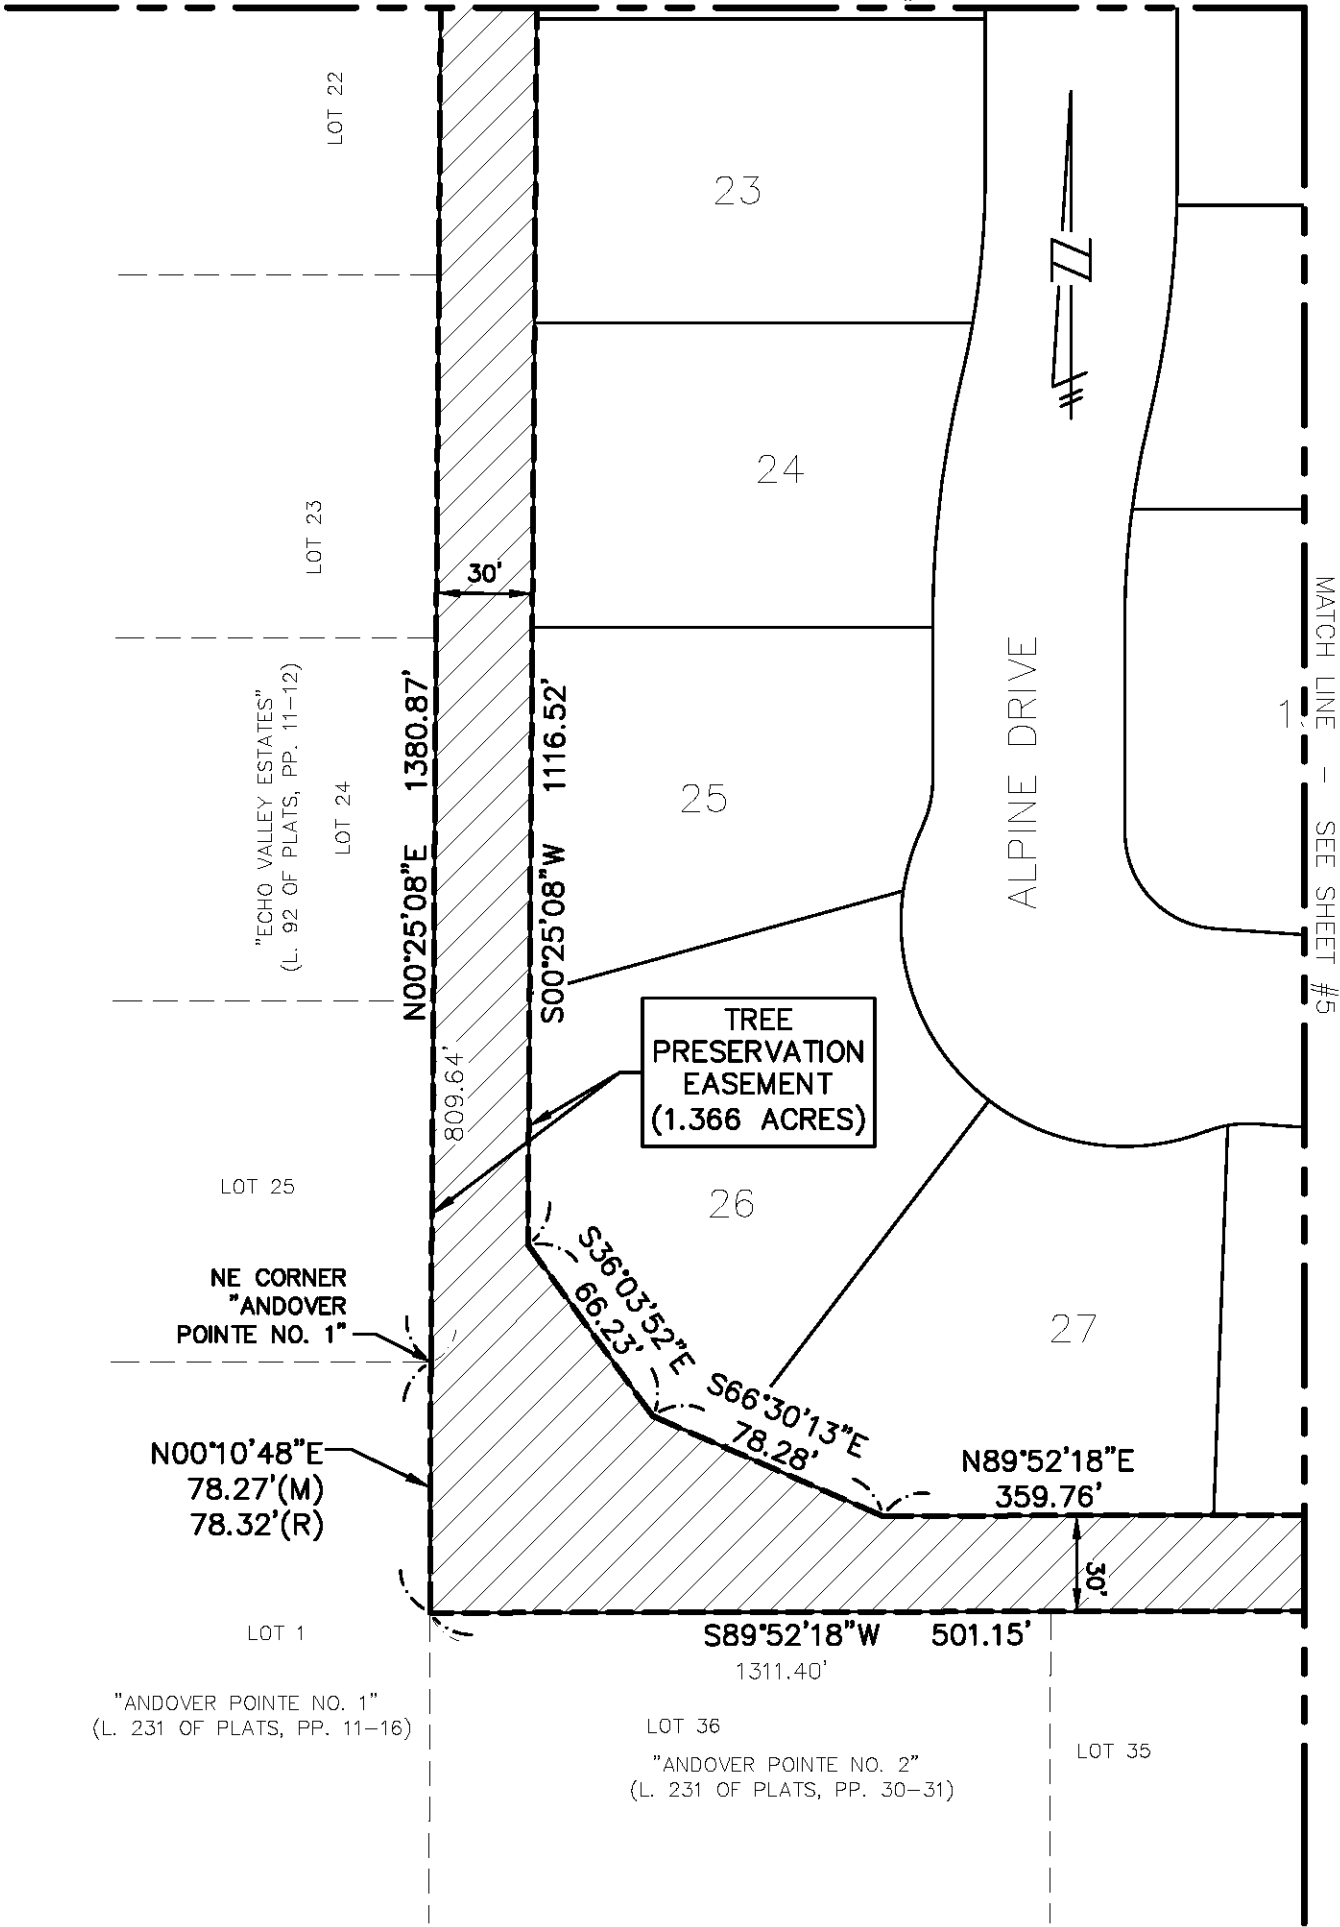 LOT 22
23
LOT 23
24
30'
"ECHO VALLEY ESTATES"
(L. 92 OF PLATS, PP. 11-12)
LOT 24
N00°25'08"E 1380.87'
S00°25'08"W 1116.52'
25
ALPINE DRIVE
MATCH LINE - SEE SHEET #5
1
809.64'
TREE
PRESERVATION
EASEMENT
(1.366 ACRES)
LOT 25
26
NE CORNER
"ANDOVER
POINTE NO. 1"
S36°03'52"E
66.23'
27
S66°30'13"E
78.28'
N00°10'48"E
78.27'(M)
78.32'(R)
N89°52'18"E
359.76'
30'
LOT 1
S89°52'18"W 501.15'
1311.40'
"ANDOVER POINTE NO. 1"
(L. 231 OF PLATS, PP. 11-16)
LOT 36
"ANDOVER POINTE NO. 2"
(L. 231 OF PLATS, PP. 30-31)
LOT 35